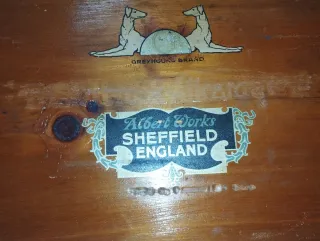 GREYHOUND BRAND
Albert Works
SHEFFIELD
ENGLAND